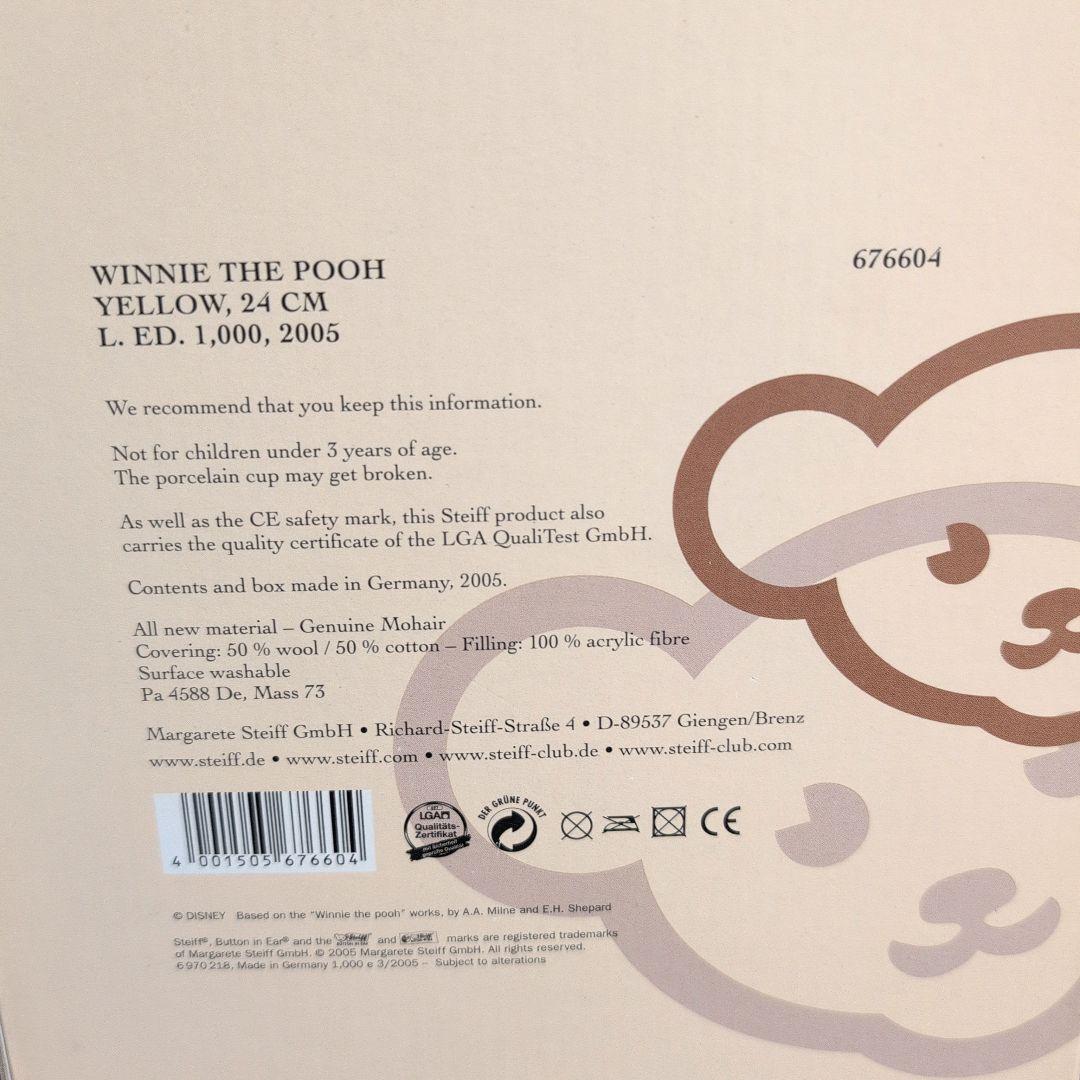 WINNIE THE POOH
YELLOW, 24 CM
L. ED. 1,000, 2005
676604
We recommend that you keep this information.
Not for children under 3 years of age.
The porcelain cup may get broken.
As well as the CE safety mark, this Steiff product also
carries the quality certificate of the LGA QualiTest GmbH.
Contents and box made in Germany, 2005.
All new material – Genuine Mohair
Covering: 50 % wool / 50 % cotton – Filling: 100 % acrylic fibre
Surface washable
Pa 4588 De, Mass 73
Margarete Steiff GmbH • Richard-Steiff-Straße 4 • D-89537 Giengen/Brenz
www.steiff.de • www.steiff.com • www.steiff-club.de • www.steiff-club.com
4 001505 676604
LGA
Qualitäts-
Zertifikat
DER GRÜNE PUNKT
CE
© DISNEY Based on the "Winnie the pooh" works, by A.A. Milne and E.H. Shepard
Steiff®, Button in Ear® and the and marks are registered trademarks
of Margarete Steiff GmbH. © 2005 Margarete Steiff GmbH. All rights reserved.
6 970 218, Made in Germany 1,000 e 3/2005 – Subject to alterations